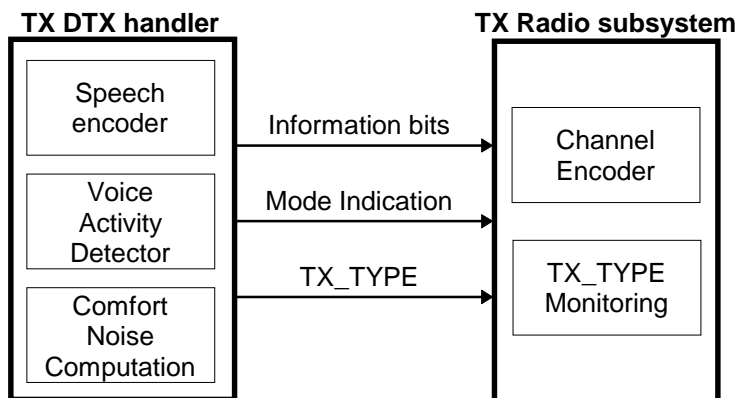 TX DTX handler
TX Radio subsystem
Speech
encoder
Voice
Activity
Detector
Comfort
Noise
Computation
Information bits
Mode Indication
TX_TYPE
Channel
Encoder
TX_TYPE
Monitoring